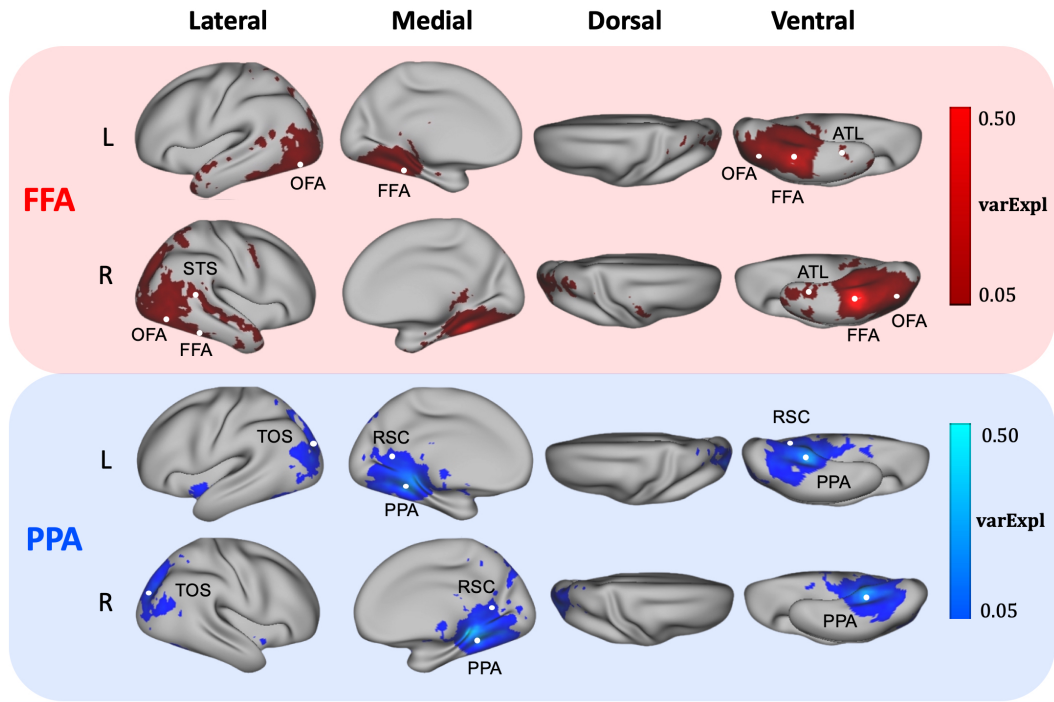 Lateral Medial Dorsal Ventral
FFA
L
OFA
FFA
OFA
FFA
ATL
R
STS
OFA
FFA
ATL
FFA
OFA
0.50
varExpl
0.05
PPA
L
TOS
RSC
PPA
RSC
PPA
R
TOS
RSC
PPA
PPA
0.50
varExpl
0.05